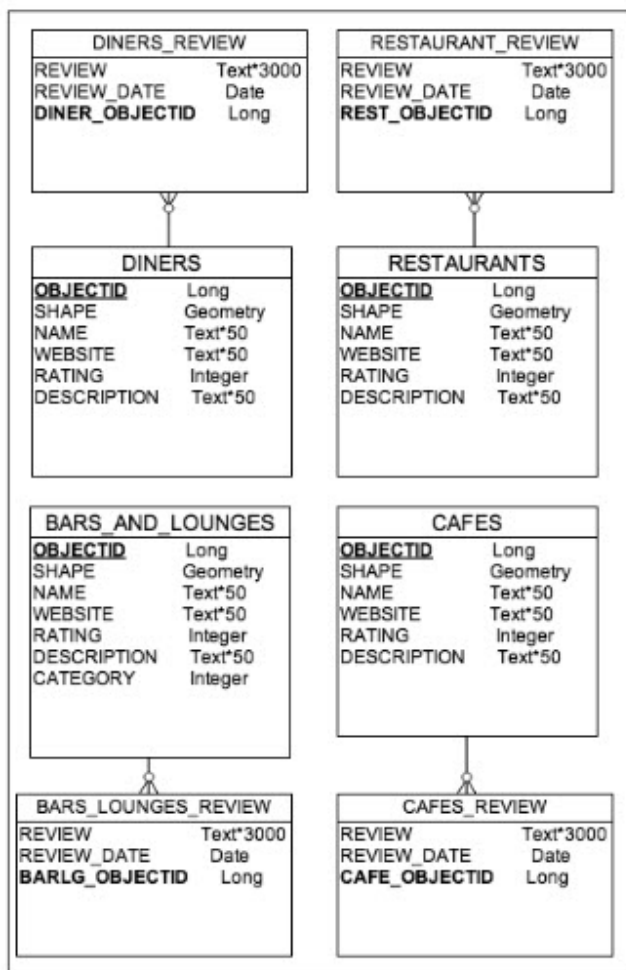 DINERS_REVIEW
REVIEW Text*3000
REVIEW_DATE Date
DINER_OBJECTID Long
RESTAURANT_REVIEW
REVIEW Text*3000
REVIEW_DATE Date
REST_OBJECTID Long
DINERS
OBJECTID Long
SHAPE Geometry
NAME Text*50
WEBSITE Text*50
RATING Integer
DESCRIPTION Text*50
RESTAURANTS
OBJECTID Long
SHAPE Geometry
NAME Text*50
WEBSITE Text*50
RATING Integer
DESCRIPTION Text*50
BARS_AND_LOUNGES
OBJECTID Long
SHAPE Geometry
NAME Text*50
WEBSITE Text*50
RATING Integer
DESCRIPTION Text*50
CATEGORY Integer
CAFES
OBJECTID Long
SHAPE Geometry
NAME Text*50
WEBSITE Text*50
RATING Integer
DESCRIPTION Text*50
BARS_LOUNGES_REVIEW
REVIEW Text*3000
REVIEW_DATE Date
BARLG_OBJECTID Long
CAFES_REVIEW
REVIEW Text*3000
REVIEW_DATE Date
CAFE_OBJECTID Long